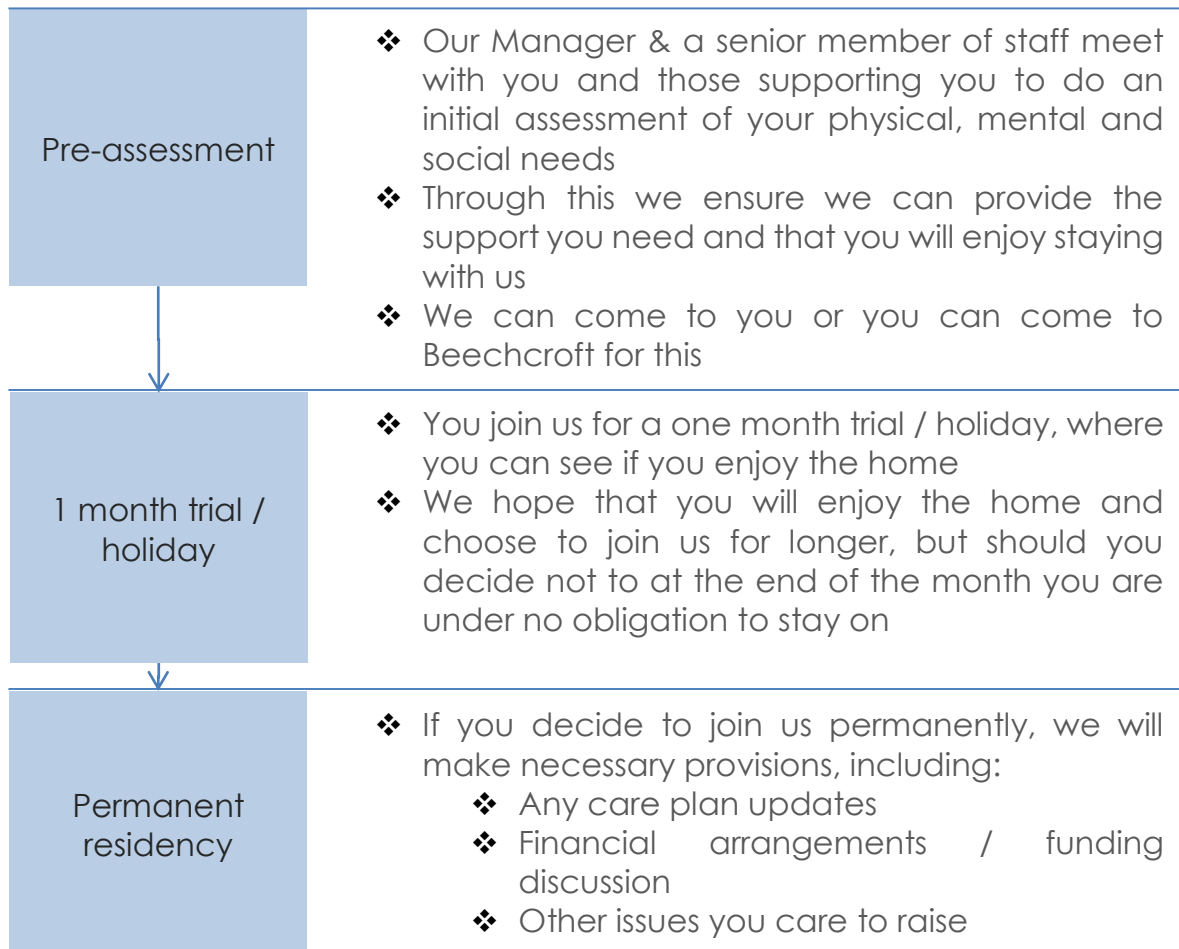 Pre-assessment
❖ Our Manager & a senior member of staff meet
with you and those supporting you to do an
initial assessment of your physical, mental and
social needs
❖ Through this we ensure we can provide the
support you need and that you will enjoy staying
with us
❖ We can come to you or you can come to
Beechcroft for this
1 month trial /
holiday
❖ You join us for a one month trial / holiday, where
you can see if you enjoy the home
❖ We hope that you will enjoy the home and
choose to join us for longer, but should you
decide not to at the end of the month you are
under no obligation to stay on
Permanent
residency
❖ If you decide to join us permanently, we will
make necessary provisions, including:
❖ Any care plan updates
❖ Financial arrangements / funding
discussion
❖ Other issues you care to raise